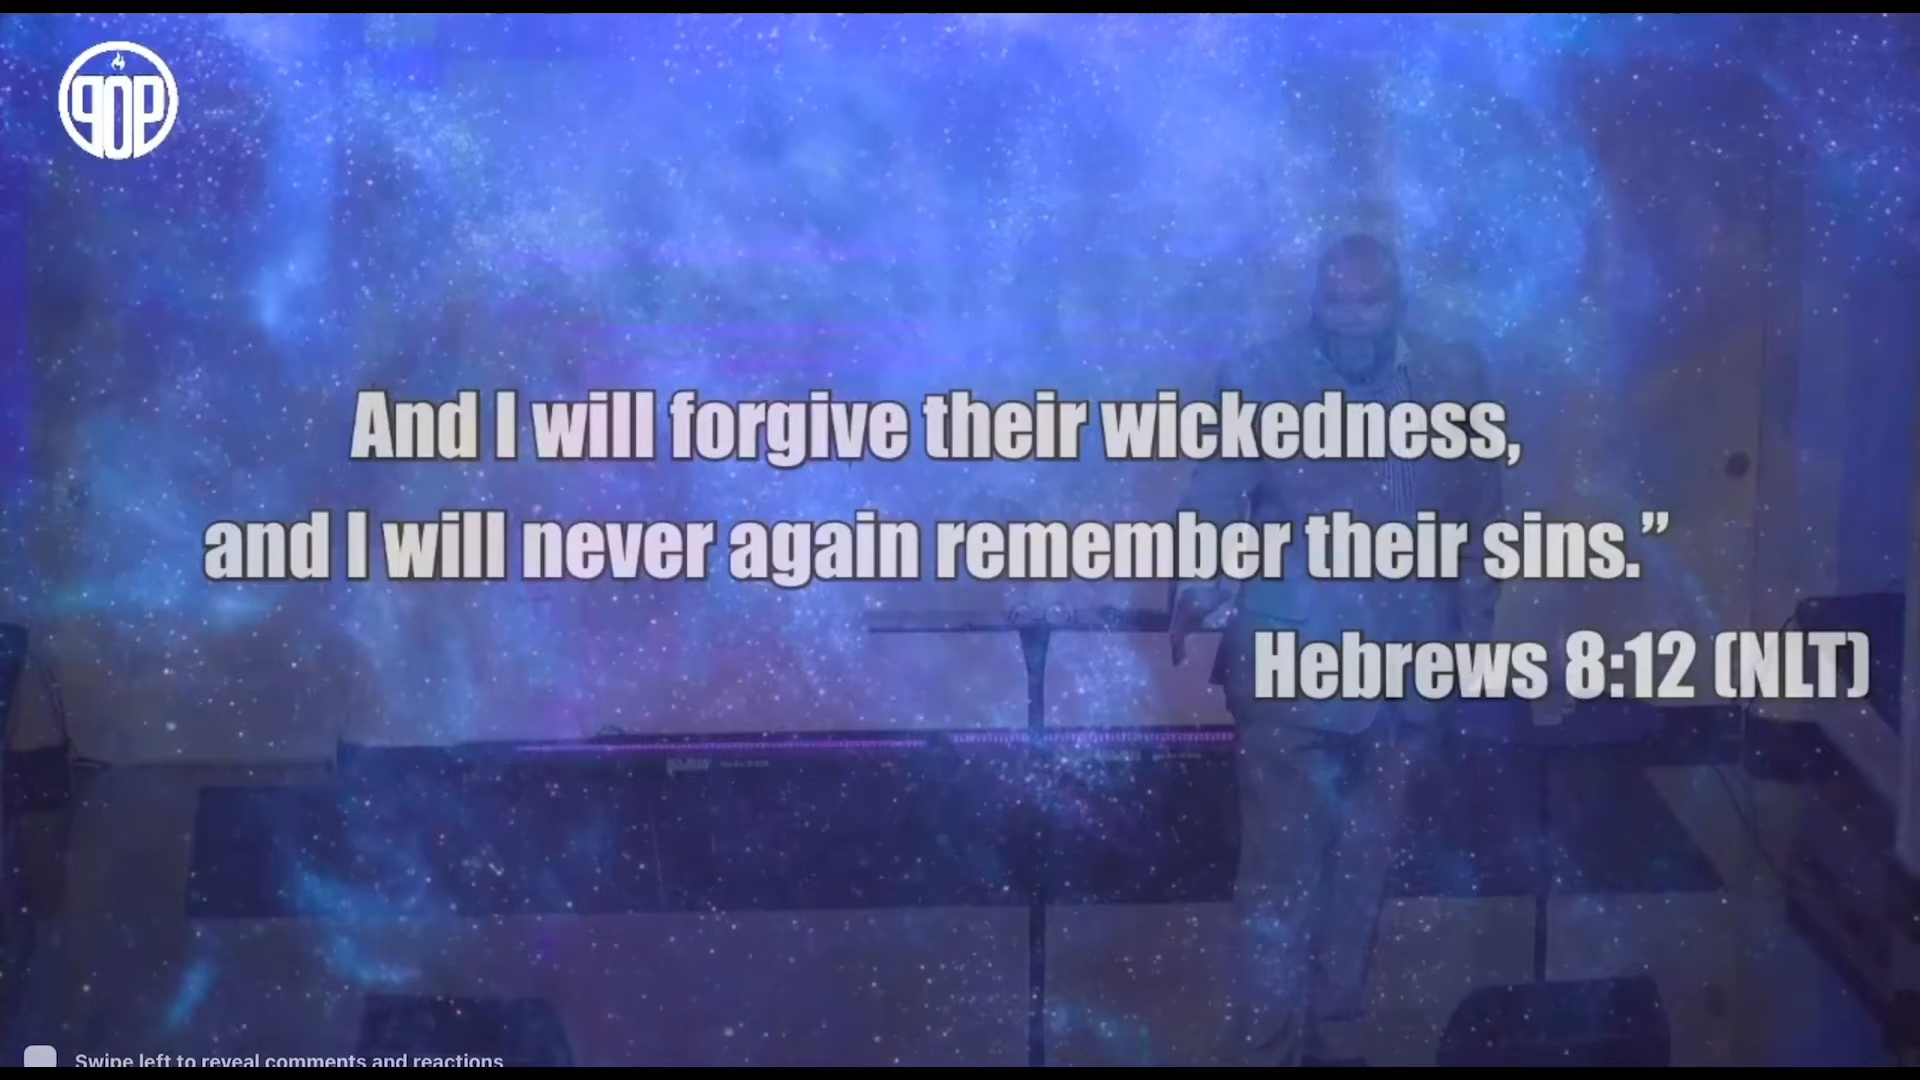 POP
And I will forgive their wickedness,
and I will never again remember their sins.”
Hebrews 8:12 (NLT)
Swipe left to reveal comments and reactions